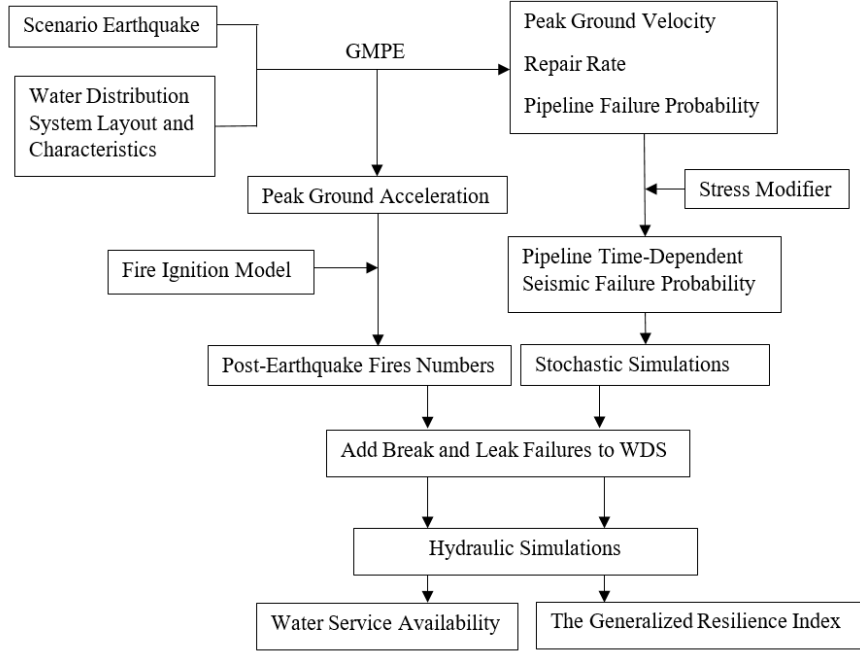 Scenario Earthquake
Water Distribution
System Layout and
Characteristics
GMPE
Peak Ground Velocity
Repair Rate
Pipeline Failure Probability
Peak Ground Acceleration
Stress Modifier
Fire Ignition Model
Pipeline Time-Dependent
Seismic Failure Probability
Post-Earthquake Fires Numbers
Stochastic Simulations
Add Break and Leak Failures to WDS
Hydraulic Simulations
Water Service Availability
The Generalized Resilience Index